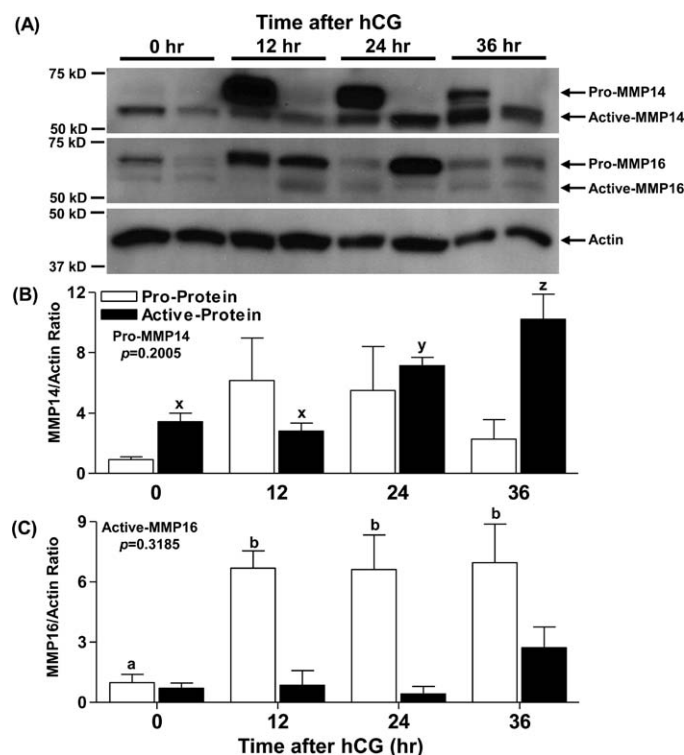 (A)
Time after hCG
0 hr 12 hr 24 hr 36 hr
75 kD
Pro-MMP14
Active-MMP14
50 kD
75 kD
Pro-MMP16
Active-MMP16
50 kD
50 kD
Actin
37 kD
(B)
Pro-Protein
Active-Protein
Pro-MMP14
p=0.2005
MMP14/Actin Ratio
12
8
4
0
x x y z
0 12 24 36
(C)
Active-MMP16
p=0.3185
MMP16/Actin Ratio
9
6
3
0
a b b b
0 12 24 36
Time after hCG (hr)